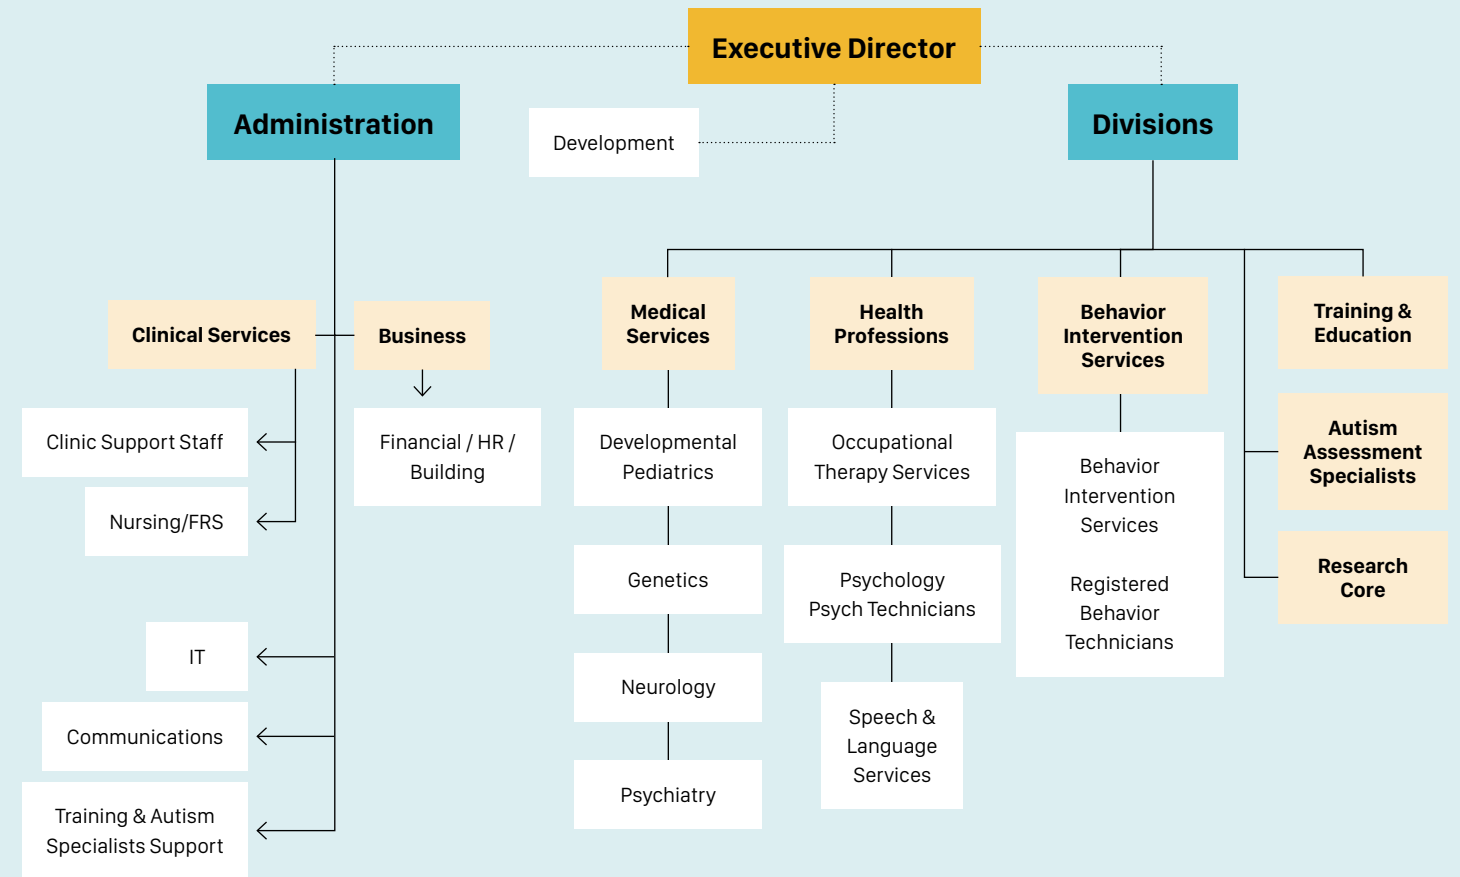 Executive Director
Administration
Development
Divisions
Clinical Services
Business
Clinic Support Staff
Nursing/FRS
Financial / HR /
Building
IT
Communications
Training & Autism
Specialists Support
Medical
Services
Developmental
Pediatrics
Genetics
Neurology
Psychiatry
Health
Professions
Occupational
Therapy Services
Psychology
Psych Technicians
Speech &
Language
Services
Behavior
Intervention
Services
Behavior
Intervention
Services
Registered
Behavior
Technicians
Training &
Education
Autism
Assessment
Specialists
Research
Core